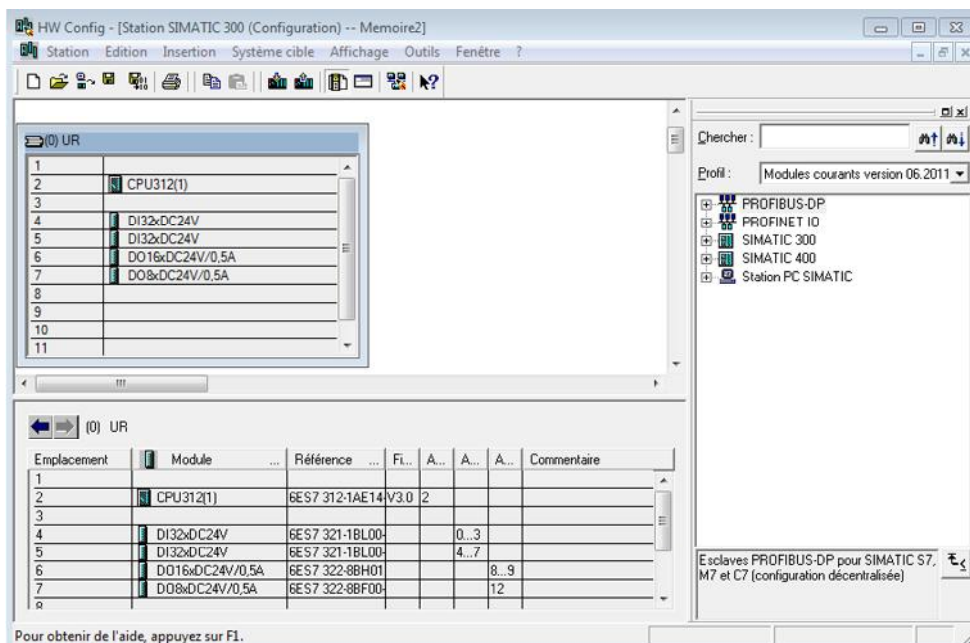 HW Config - [Station SIMATIC 300 (Configuration) -- Memoire2]
Station Edition Insertion Système cible Affichage Outils Fenêtre ?
(0) UR
1
2 CPU312(1)
3
4 DI32xDC24V
5 DI32xDC24V
6 DO16xDC24V/0,5A
7 DO8xDC24V/0,5A
8
9
10
11
Chercher :
Profil : Modules courants version 06.2011
PROFIBUS-DP
PROFINET IO
SIMATIC 300
SIMATIC 400
Station PC SIMATIC
(0) UR
Emplacement Module ... Référence ... Fi... A... A... A... Commentaire
1
2 CPU312(1) 6ES7 312-1AE14- V3.0 2
3
4 DI32xDC24V 6ES7 321-1BL00- 0...3
5 DI32xDC24V 6ES7 321-1BL00- 4...7
6 DO16xDC24V/0,5A 6ES7 322-8BH01 8...9
7 DO8xDC24V/0,5A 6ES7 322-8BF00- 12
8
Esclaves PROFIBUS-DP pour SIMATIC S7,
M7 et C7 (configuration décentralisée)
Pour obtenir de l'aide, appuyez sur F1.